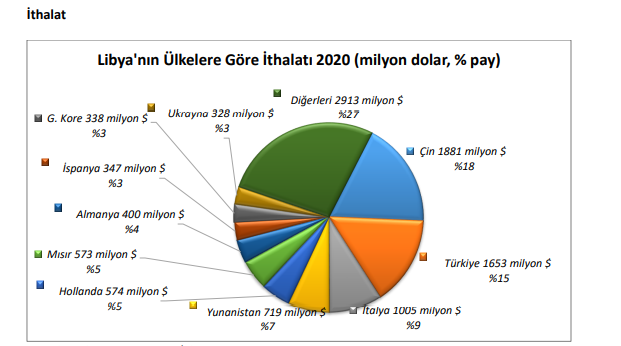 İthalat
Libya'nın Ülkelere Göre İthalatı 2020 (milyon dolar, % pay)
Diğerleri 2913 milyon $
%27
Çin 1881 milyon $
%18
Türkiye 1653 milyon $
%15
İtalya 1005 milyon $
%9
Yunanistan 719 milyon $
%7
Hollanda 574 milyon $
%5
Mısır 573 milyon $
%5
Almanya 400 milyon $
%4
İspanya 347 milyon $
%3
G. Kore 338 milyon $
%3
Ukrayna 328 milyon $
%3